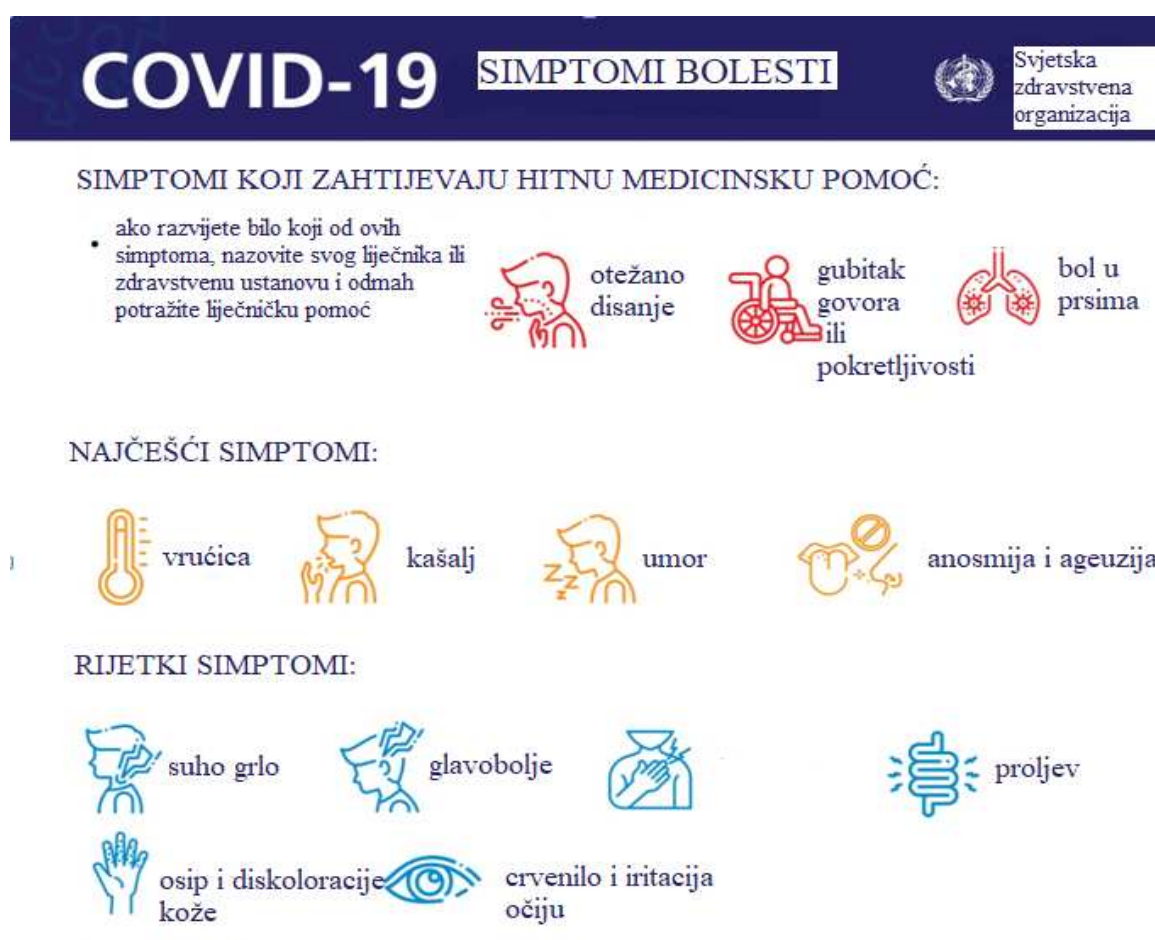 COVID-19 SIMPTOMI BOLESTI
Svjetska
zdravstvena
organizacija
SIMPTOMI KOJI ZAHTIJEVAJU HITNU MEDICINSKU POMOĆ:
• ako razvijete bilo koji od ovih
simptoma, nazovite svog liječnika ili
zdravstvenu ustanovu i odmah
potražite liječničku pomoć
otežano
disanje
gubitak
govora
ili
pokretljivosti
bol u
prsima
NAJČEŠĆI SIMPTOMI:
vrućica
kašalj
umor
anosmija i ageuzija
RIJETKI SIMPTOMI:
suho grlo
glavobolje
proljev
osip i diskoloracije
kože
crvenilo i iritacija
očiju